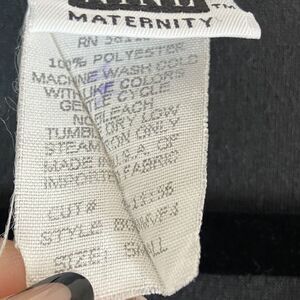 TM
MATERNITY
100% POLYESTER
MACHINE WASH COLD
WITH LIKE COLORS
GENTLE CYCLE
NO BLEACH
TUMBLE DRY LOW
STEAM IRON ONLY
MADE IN U.S.A. OF
IMPORTED FABRIC
CUT#
STYLE
SIZE: SMALL